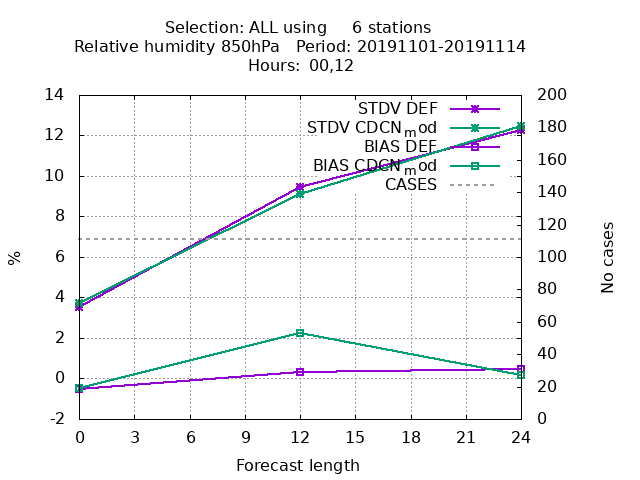 Selection: ALL using     6 stations
Relative humidity 850hPa   Period: 20191101-20191114
Hours:  00,12
14
12
10
8
6
4
2
0
-2
%
200
180
160
140
120
100
80
60
40
20
0
No cases
STDV DEF
STDV CDCN_mod
BIAS DEF
BIAS CDCN_mod
CASES
0 3 6 9 12 15 18 21 24
Forecast length